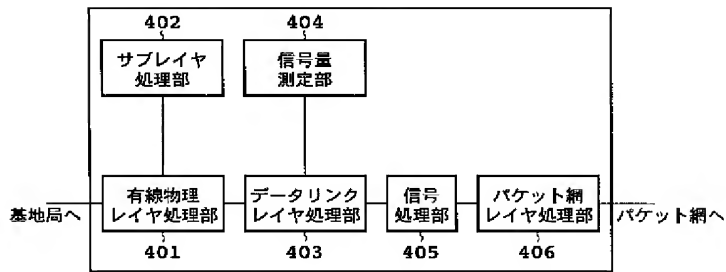 402
404
サブレイヤ
処理部
信号量
測定部
基地局へ
有線物理
レイヤ処理部
データリンク
レイヤ処理部
信号
処理部
パケット網
レイヤ処理部
パケット網へ
401
403
405
406